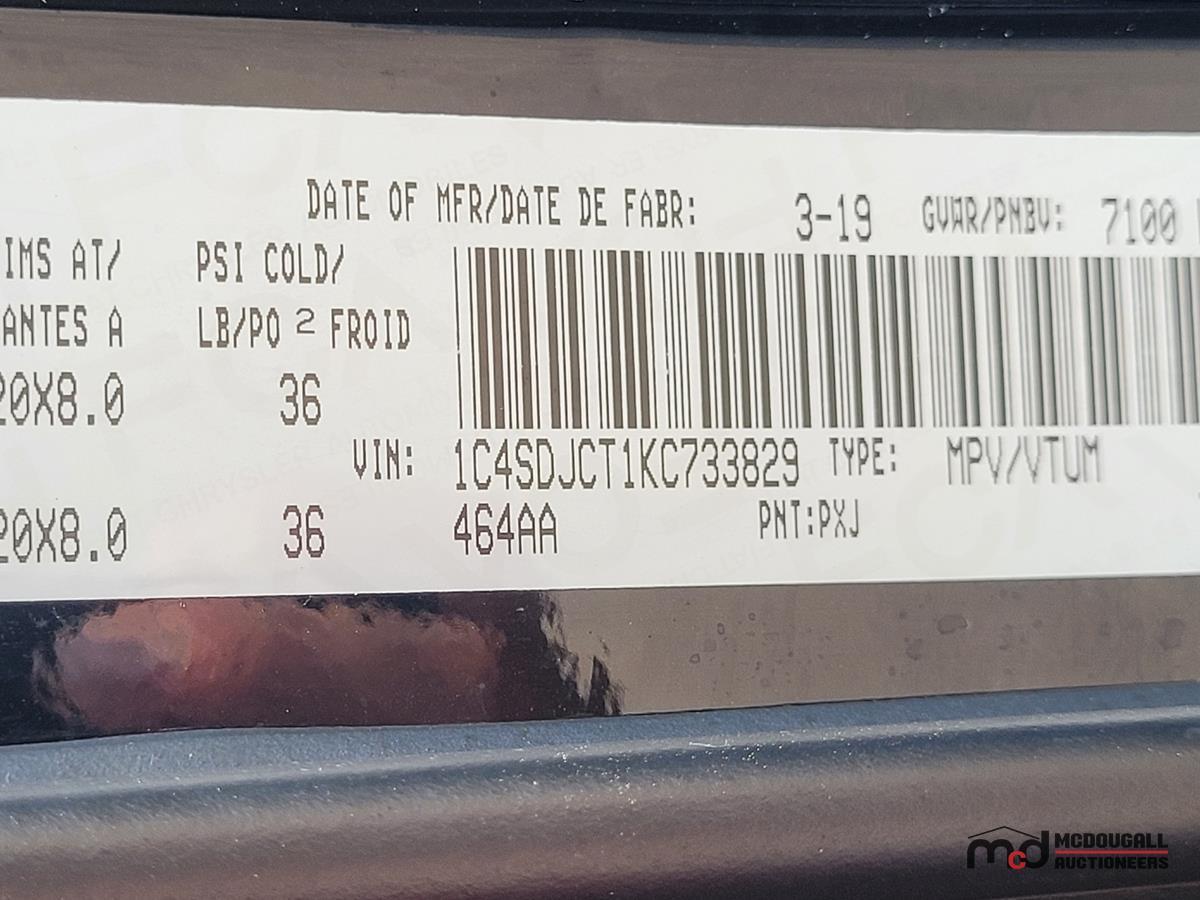 DATE OF MFR/DATE DE FABR: 3-19 GVWR/PNBV: 7100
IMS AT/ PSI COLD/
ANTES A LB/PO 2 FROID
20X8.0 36
VIN: 1C4SDJCT1KC733829 TYPE: MPV/VTUM
20X8.0 36 464AA PNT:PXJ
mcd MCDOUGALL
AUCTIONEERS